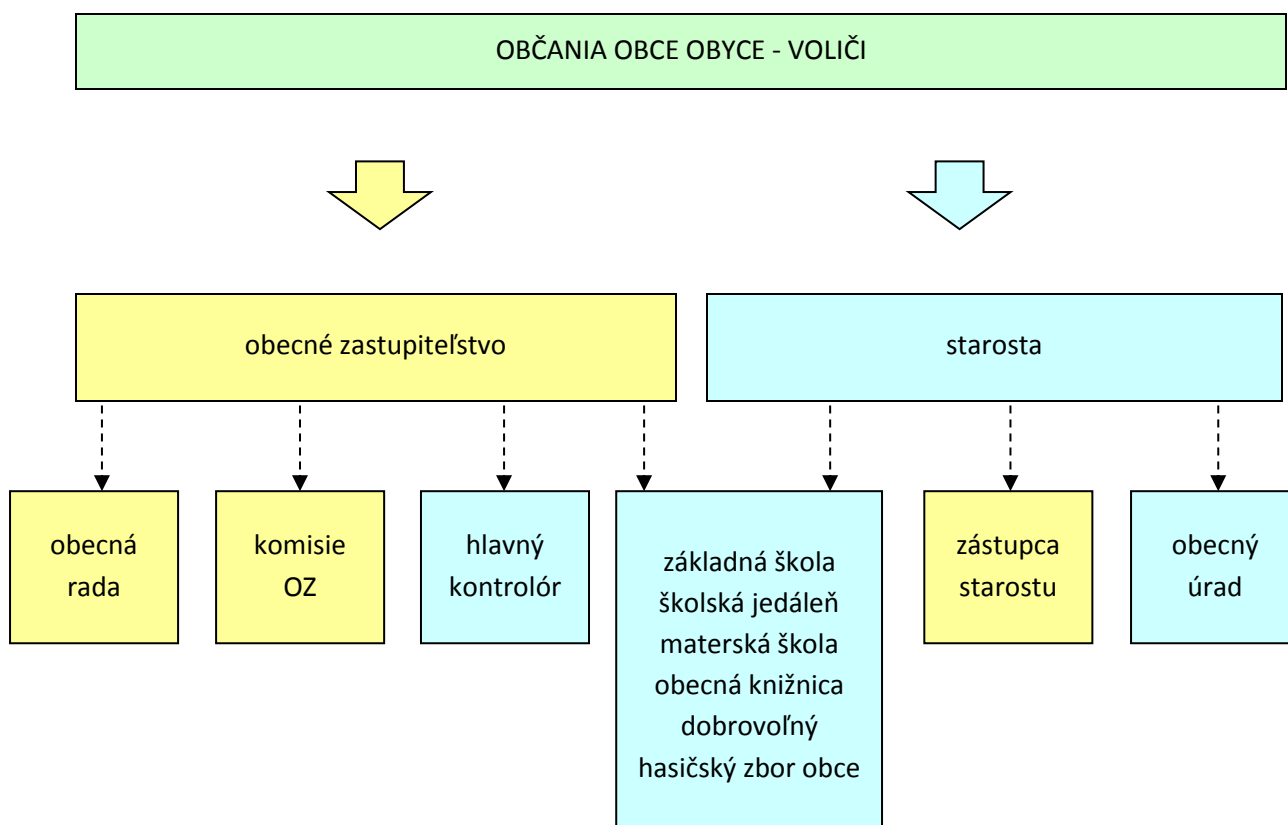 OBČANIA OBCE OBYCE - VOLIČI
obecné zastupiteľstvo
starosta
obecná
rada
komisie
OZ
hlavný
kontrolór
základná škola
školská jedáleň
materská škola
obecná knižnica
dobrovoľný
hasičský zbor obce
zástupca
starostu
obecný
úrad